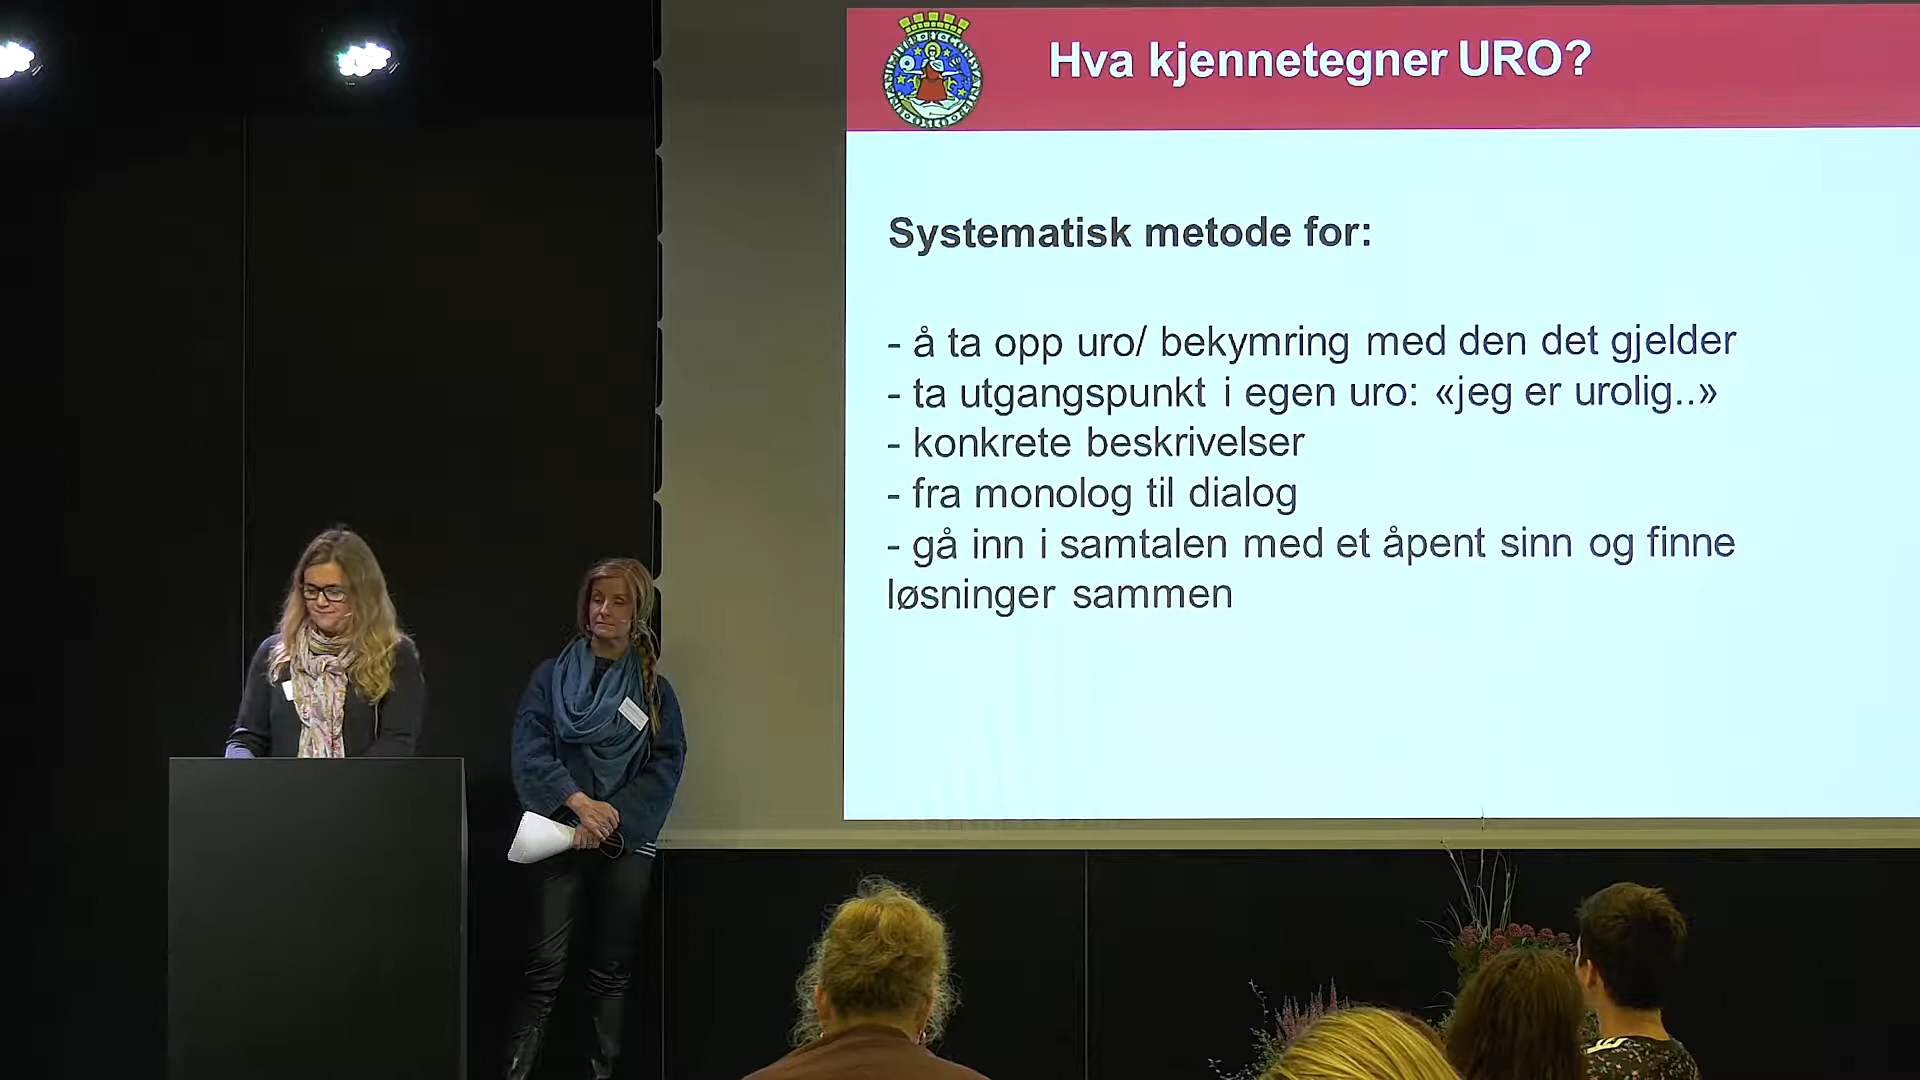 Hva kjennetegner URO?
Systematisk metode for:
- å ta opp uro/ bekymring med den det gjelder
- ta utgangspunkt i egen uro: «jeg er urolig..»
- konkrete beskrivelser
- fra monolog til dialog
- gå inn i samtalen med et åpent sinn og finne
løsninger sammen